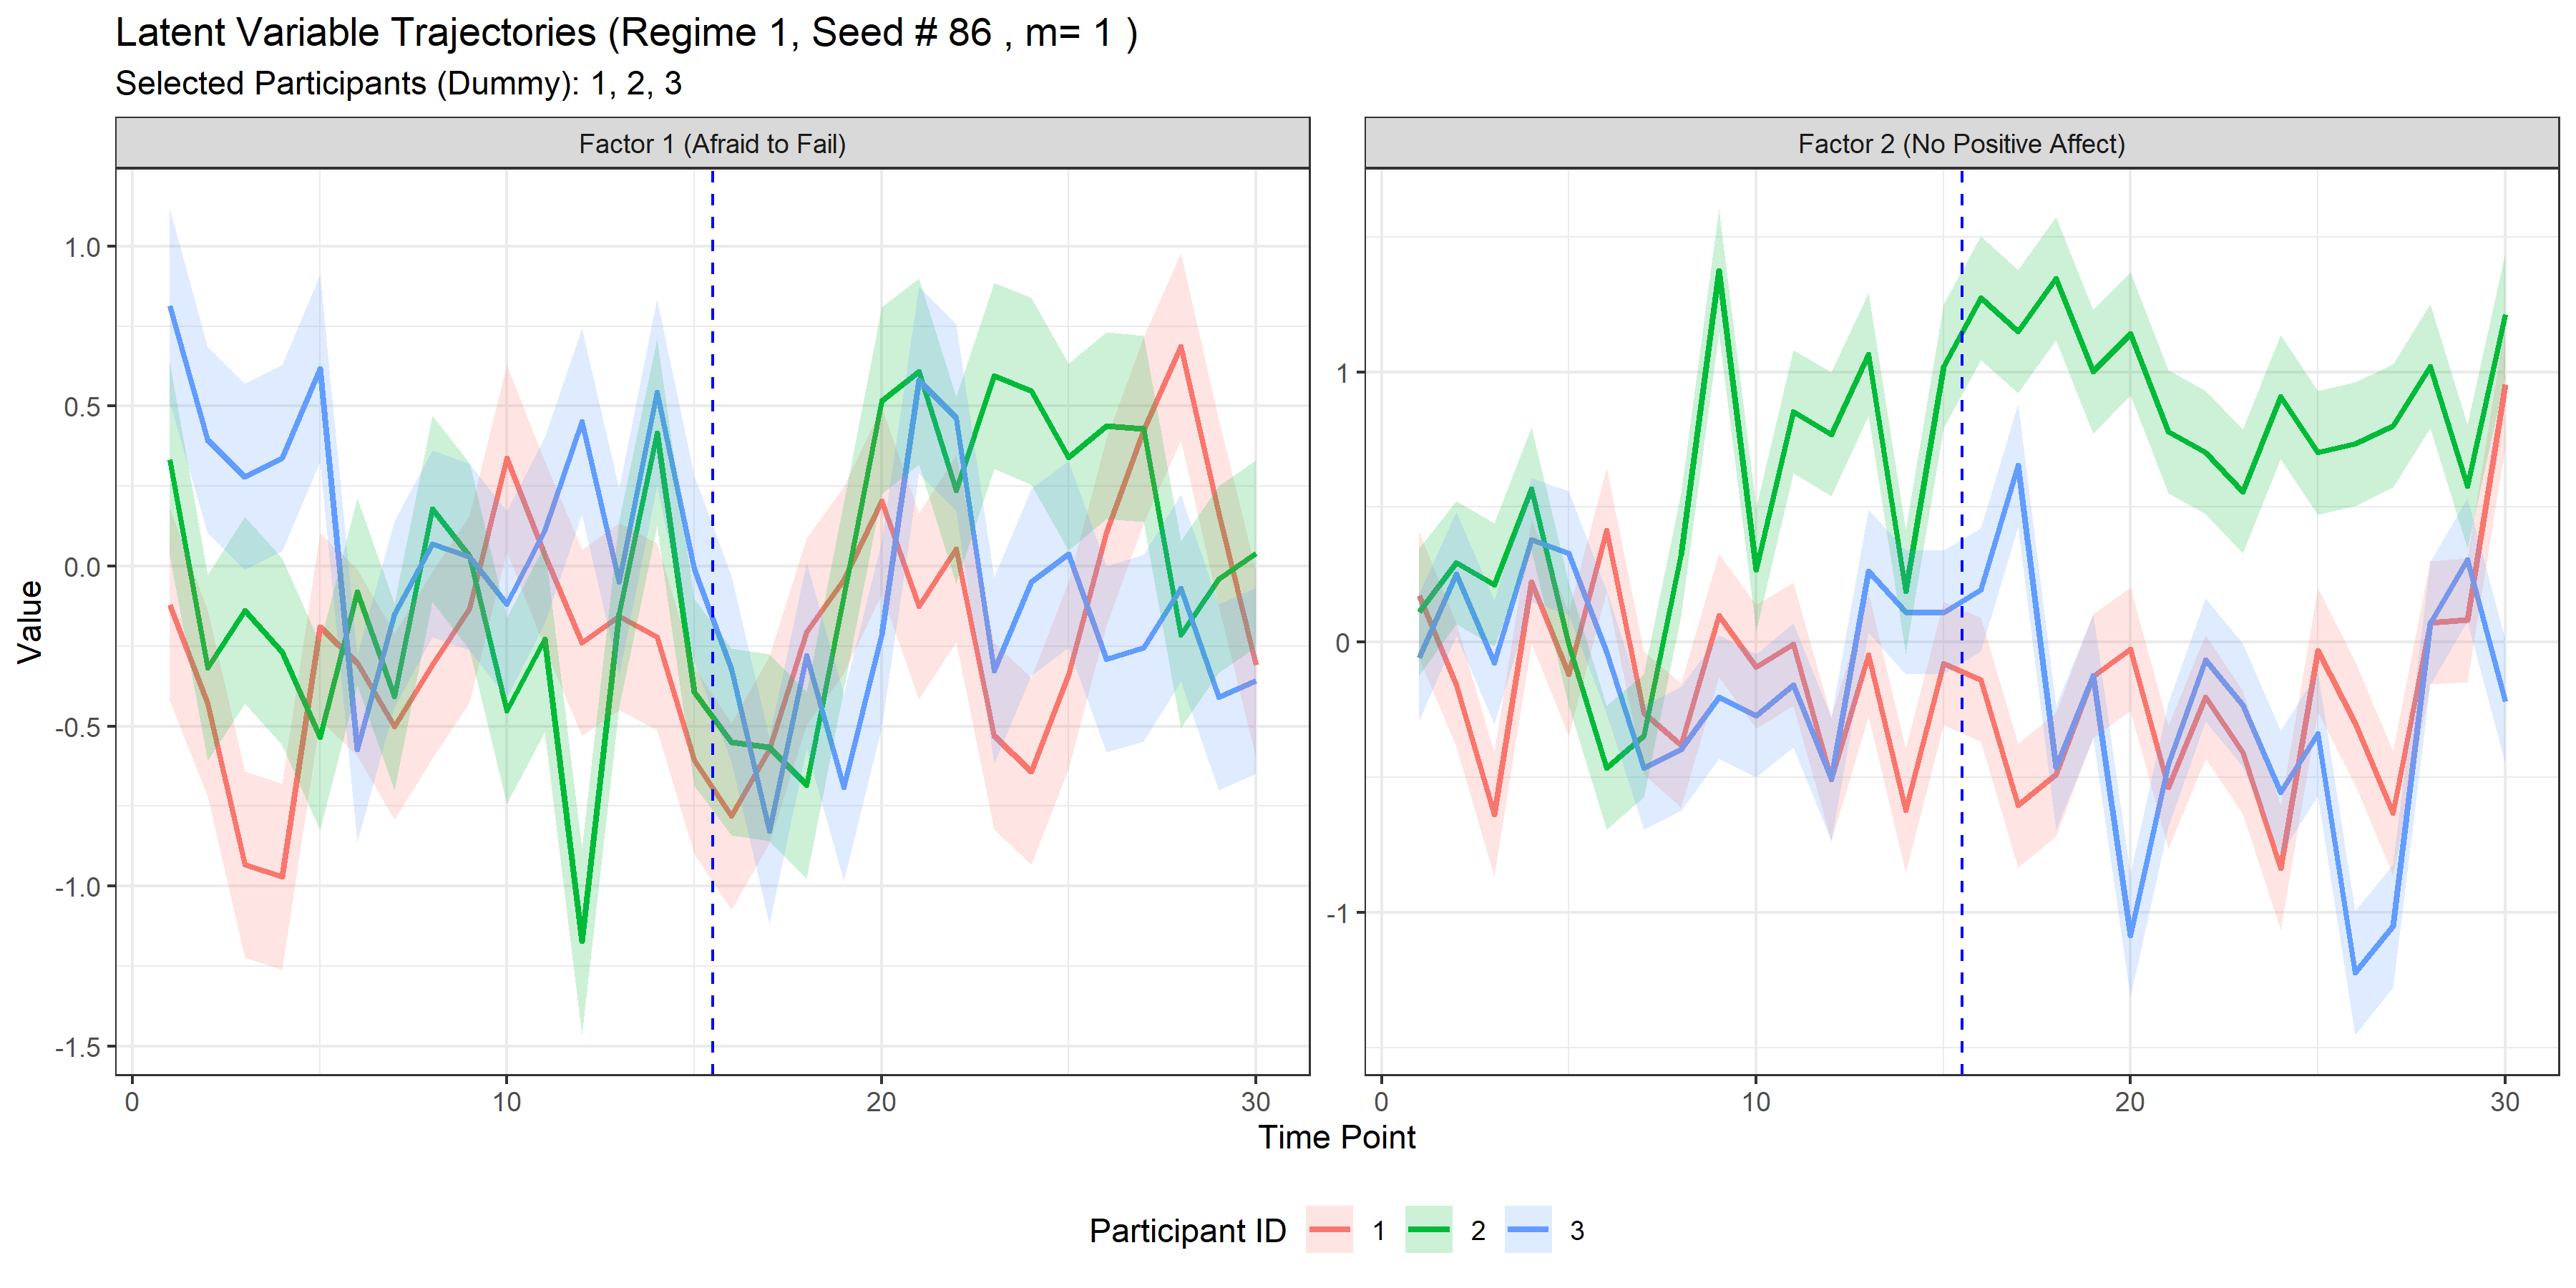 Latent Variable Trajectories (Regime 1, Seed # 86 , m= 1 )
Selected Participants (Dummy): 1, 2, 3
Factor 1 (Afraid to Fail)
Factor 2 (No Positive Affect)
Value
1.0
0.5
0.0
-0.5
-1.0
-1.5
1
0
-1
0 10 20 30
0 10 20 30
Time Point
Participant ID 1 2 3